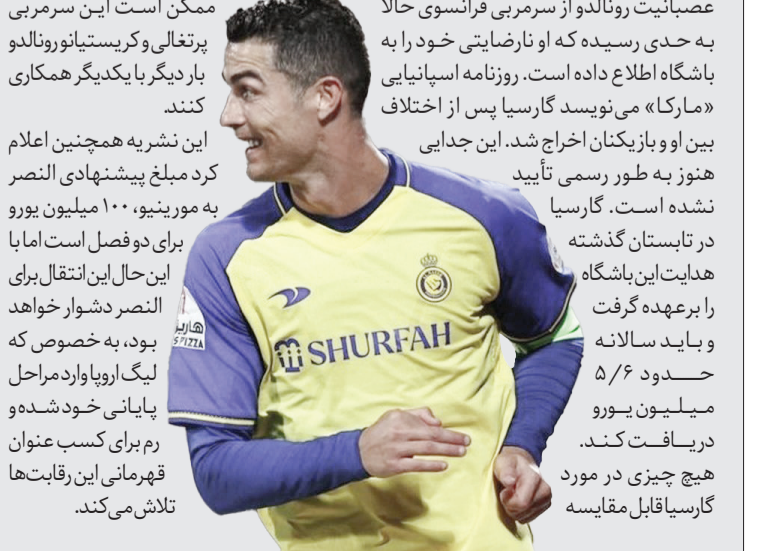 عصبانیت رونالدو از سرمربی فرانسوی حالا
به حدی رسیده که او نارضایتی خود را به
باشگاه اطلاع داده است. روزنامه اسپانیایی
«مارکا» می‌نویسد گارسیا پس از اختلاف
بین او و بازیکنان اخراج شد. این جدایی
هنوز به طور رسمی تأیید
نشده است. گارسیا
در تابستان گذشته
هدایت این باشگاه
را برعهده گرفت
و باید سالانه
حدود ۵/۶
میلیون یورو
دریافت کند.
هیچ چیزی در مورد
گارسیا قابل مقایسه
ممکن است این سرمربی
پرتغالی و کریستیانو رونالدو
بار دیگر با یکدیگر همکاری
کنند.
این نشریه همچنین اعلام
کرد مبلغ پیشنهادی النصر
به مورینیو، ۱۰۰ میلیون یورو
برای دو فصل است اما با
این حال این انتقال برای
النصر دشوار خواهد
بود، به خصوص که
لیگ اروپا وارد مراحل
پایانی خود شده و
رم برای کسب عنوان
قهرمانی این رقابت‌ها
تلاش می‌کند.
SHURFAH